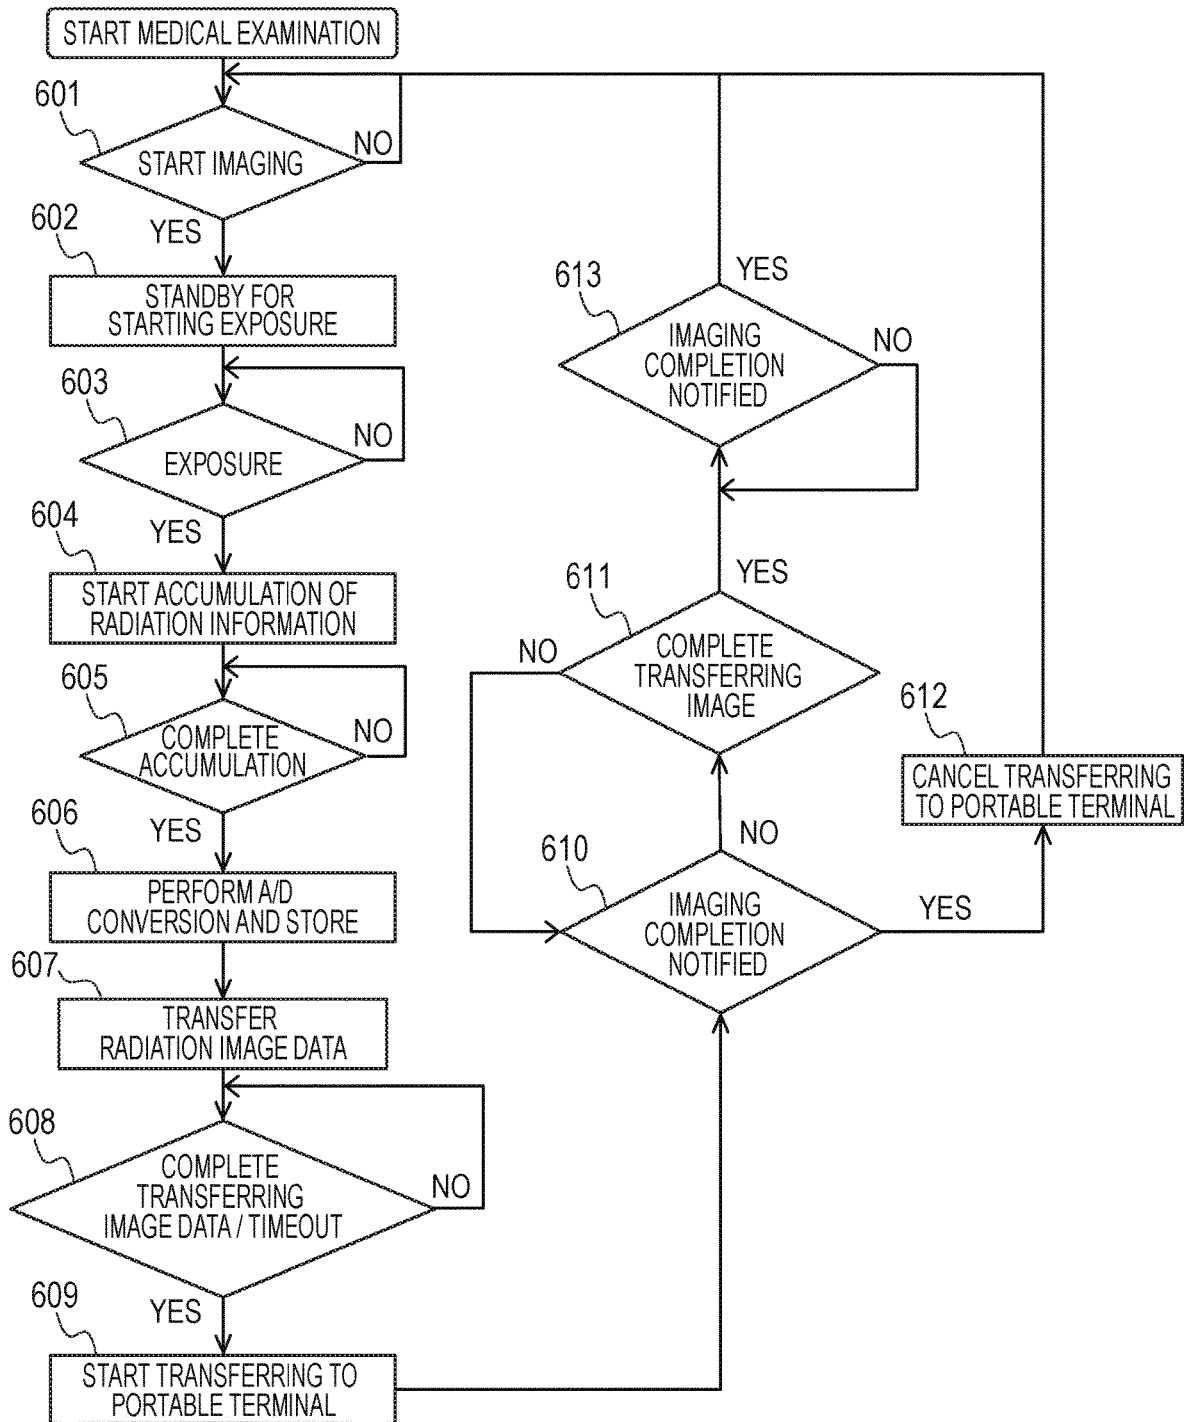 START MEDICAL EXAMINATION
601
START IMAGING
NO
YES
602
STANDBY FOR
STARTING EXPOSURE
603
EXPOSURE
NO
YES
604
START ACCUMULATION OF
RADIATION INFORMATION
605
COMPLETE
ACCUMULATION
NO
YES
606
PERFORM A/D
CONVERSION AND STORE
607
TRANSFER
RADIATION IMAGE DATA
608
COMPLETE
TRANSFERRING
IMAGE DATA / TIMEOUT
NO
YES
609
START TRANSFERRING TO
PORTABLE TERMINAL
613
YES
IMAGING
COMPLETION
NOTIFIED
NO
611
YES
NO
COMPLETE
TRANSFERRING
IMAGE
612
CANCEL TRANSFERRING
TO PORTABLE TERMINAL
610
NO
IMAGING
COMPLETION
NOTIFIED
YES